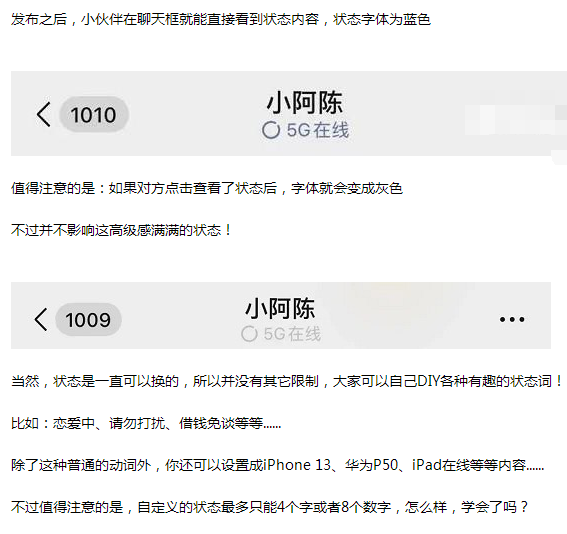 发布之后，小伙伴在聊天框就能直接看到状态内容，状态字体为蓝色
1010
小阿陈
5G在线
值得注意的是：如果对方点击查看了状态后，字体就会变成灰色
不过并不影响这高级感满满的状态！
1009
小阿陈
5G在线
当然，状态是一直可以换的，所以并没有其它限制，大家可以自己DIY各种有趣的状态词！
比如：恋爱中、请勿打扰、借钱免谈等等......
除了这种普通的动词外，你还可以设置成iPhone 13、华为P50、iPad在线等等内容......
不过值得注意的是，自定义的状态最多只能4个字或者8个数字，怎么样，学会了吗？